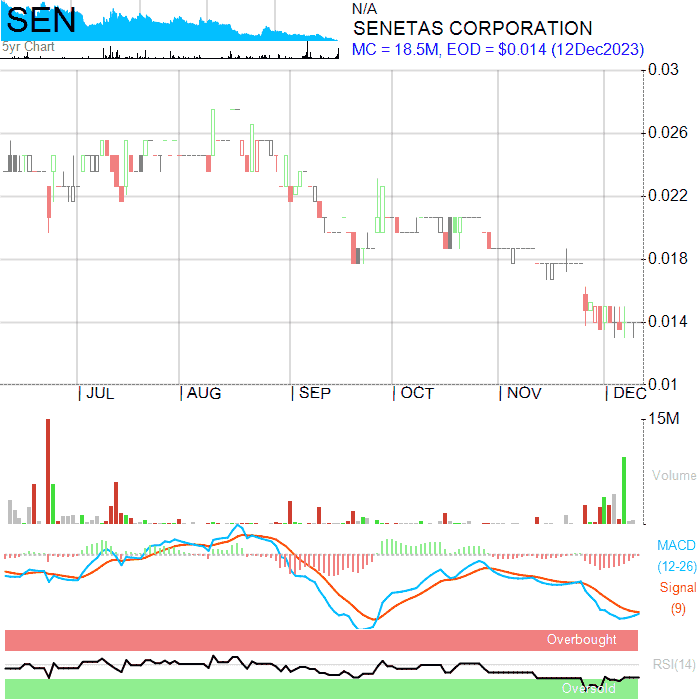 SEN
5yr Chart
N/A
SENETAS CORPORATION
MC = 18.5M, EOD = $0.014 (12Dec2023)
0.03
0.026
0.022
0.018
0.014
0.01
JUL
AUG
SEP
OCT
NOV
DEC
15M
Volume
MACD
(12-26)
Signal
(9)
Overbought
RSI(14)
Oversold